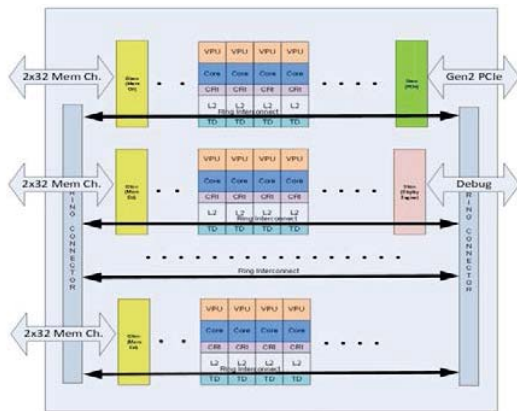 VPU VPU VPU VPU
2x32 Mem Ch.
Core Core Core Core
Gen2 PCIe
CRI CRI CRI CRI
L2 L2 L2 L2
Ring Interconnect
TD TD TD TD
VPU VPU VPU VPU
2x32 Mem Ch.
Core Core Core Core
Debug
CRI CRI CRI CRI
L2 L2 L2 L2
Ring Interconnect
TD TD TD TD
RING CONNECTOR
RING CONNECTOR
Ring Interconnect
VPU VPU VPU VPU
2x32 Mem Ch.
Core Core Core Core
CRI CRI CRI CRI
L2 L2 L2 L2
Ring Interconnect
TD TD TD TD